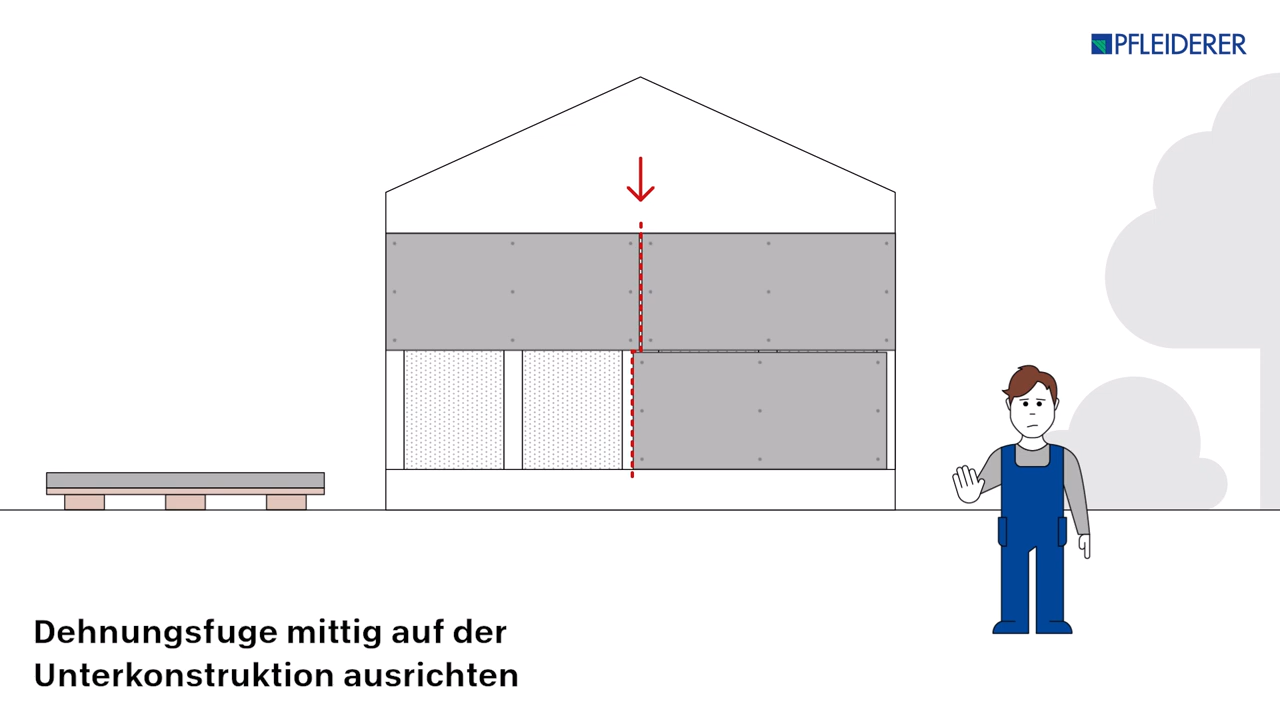 PFLEIDERER
Dehnungsfuge mittig auf der
Unterkonstruktion ausrichten